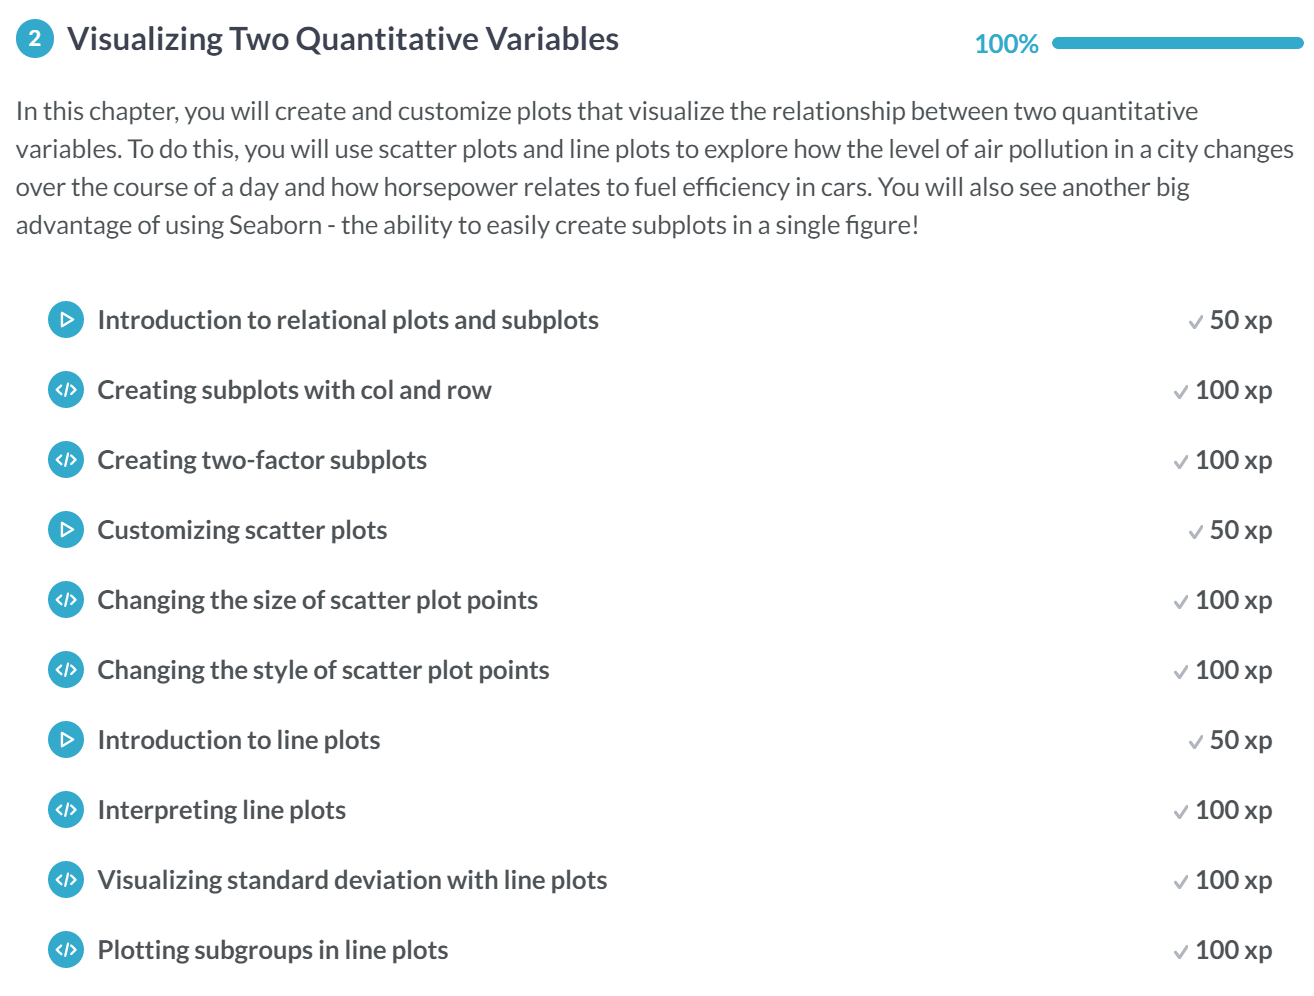 2 Visualizing Two Quantitative Variables 100%
In this chapter, you will create and customize plots that visualize the relationship between two quantitative
variables. To do this, you will use scatter plots and line plots to explore how the level of air pollution in a city changes
over the course of a day and how horsepower relates to fuel efficiency in cars. You will also see another big
advantage of using Seaborn - the ability to easily create subplots in a single figure!
Introduction to relational plots and subplots 50 xp
</> Creating subplots with col and row 100 xp
</> Creating two-factor subplots 100 xp
Customizing scatter plots 50 xp
</> Changing the size of scatter plot points 100 xp
</> Changing the style of scatter plot points 100 xp
Introduction to line plots 50 xp
</> Interpreting line plots 100 xp
</> Visualizing standard deviation with line plots 100 xp
</> Plotting subgroups in line plots 100 xp